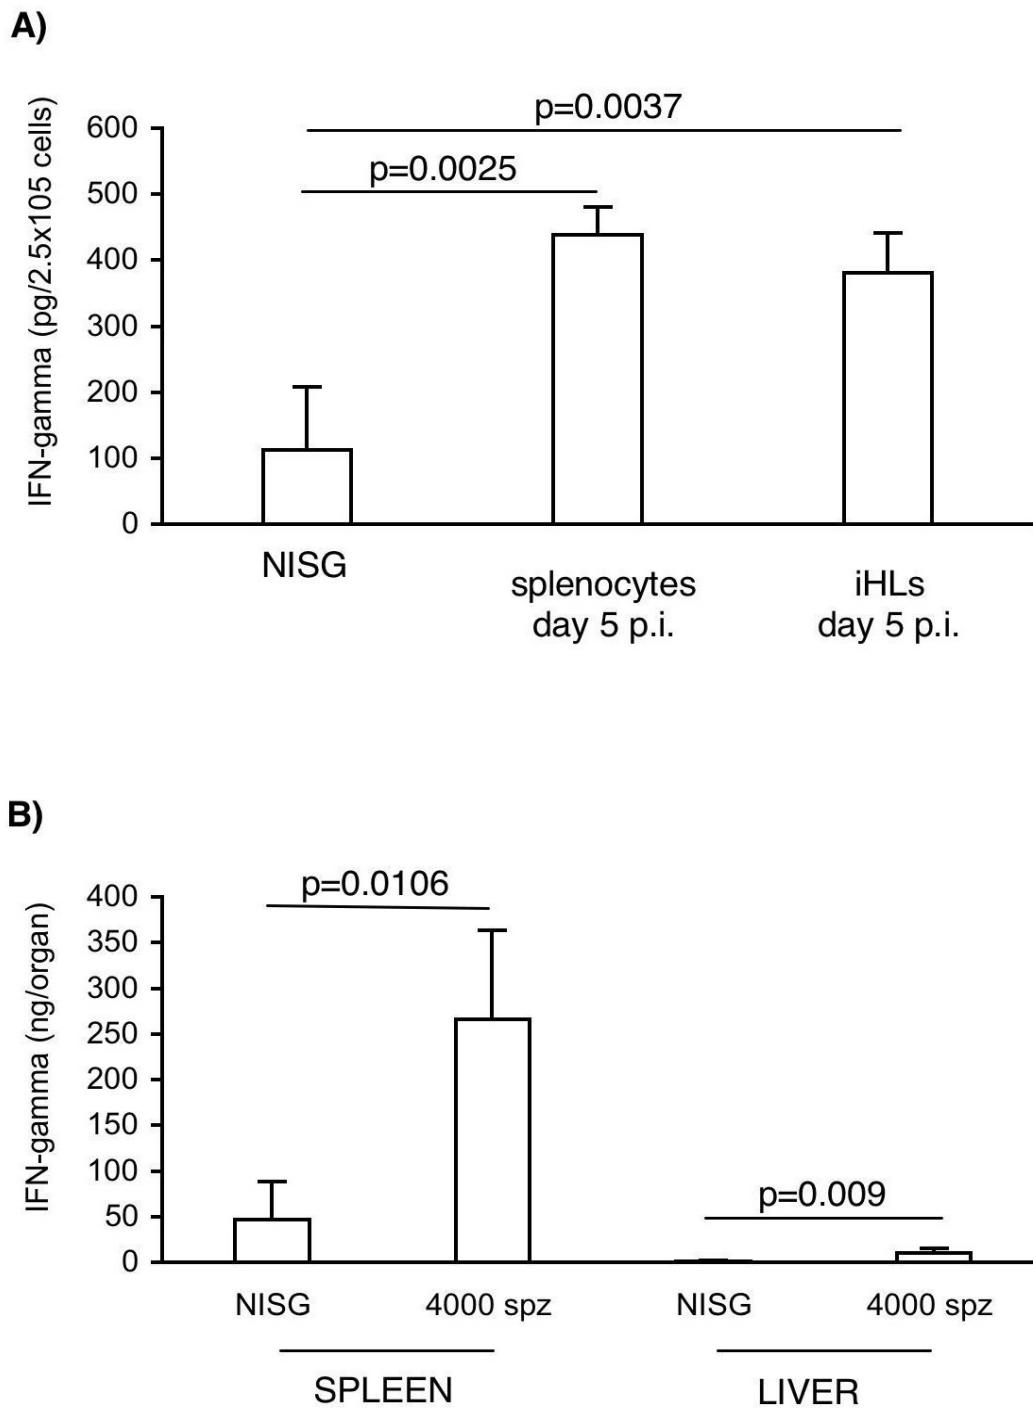 A)
p=0.0037
p=0.0025
IFN-gamma (pg/2.5x105 cells)
600
500
400
300
200
100
0
NISG
splenocytes
day 5 p.i.
iHLs
day 5 p.i.
B)
p=0.0106
p=0.009
IFN-gamma (ng/organ)
400
350
300
250
200
150
100
50
0
NISG
4000 spz
NISG
4000 spz
SPLEEN
LIVER